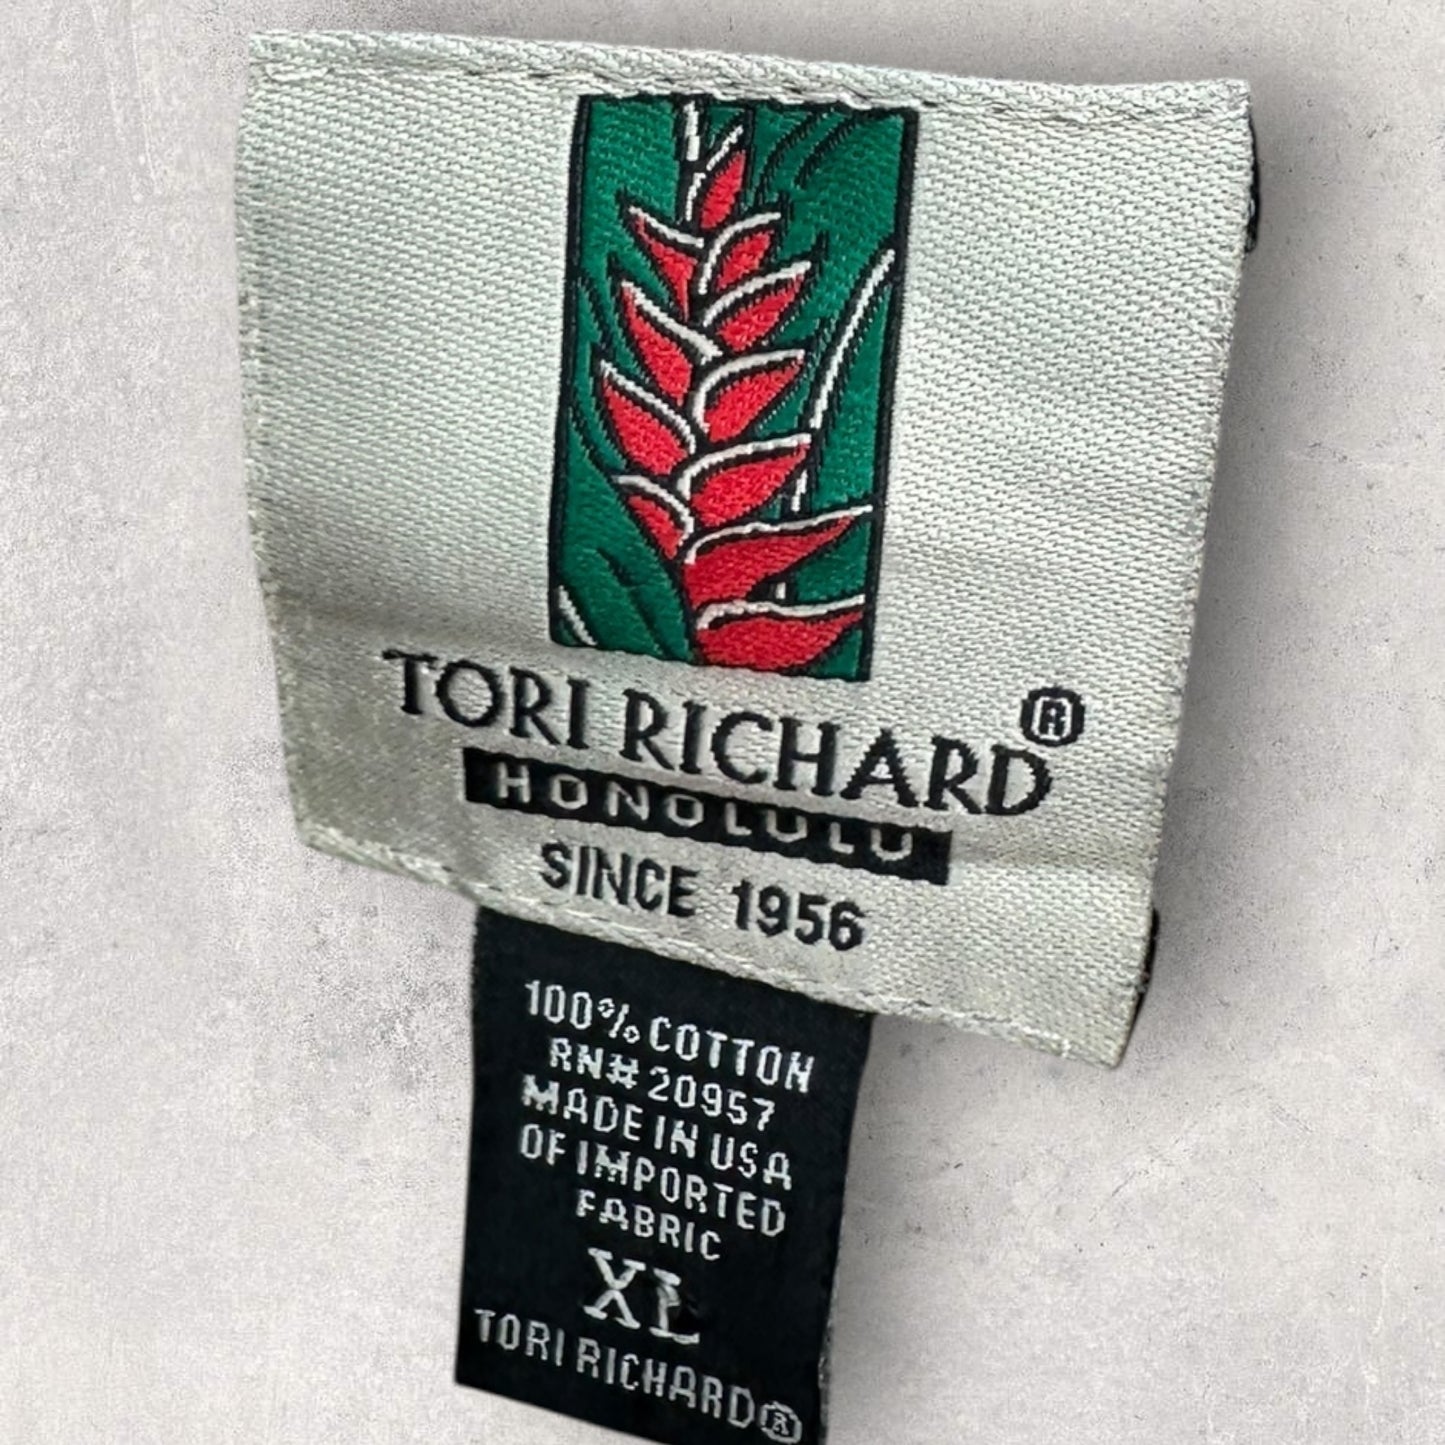 TORI RICHARD®
HONOLULU
SINCE 1956
100% COTTON
RN# 20957
MADE IN USA
OF IMPORTED
FABRIC
XL
TORI RICHARD®